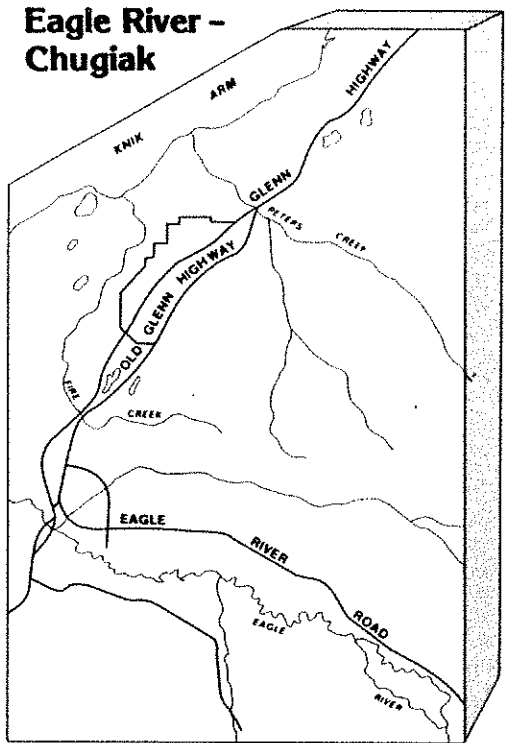 Eagle River –
Chugiak
KNIK ARM
GLENN HIGHWAY
PETERS CREEK
OLD GLENN HIGHWAY
FIRE CREEK
EAGLE RIVER ROAD
EAGLE RIVER